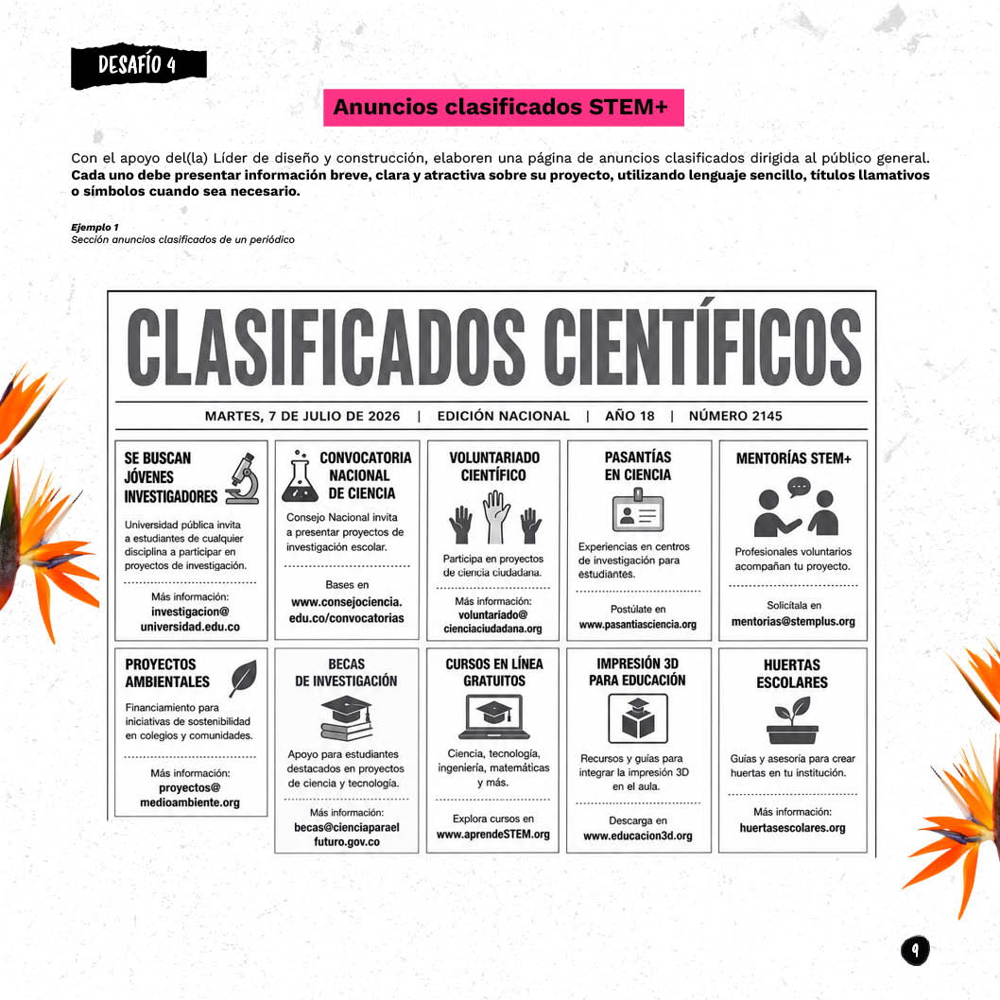 DESAFÍO 4
Anuncios clasificados STEM+
Con el apoyo del(la) Líder de diseño y construcción, elaboren una página de anuncios clasificados dirigida al público general.
Cada uno debe presentar información breve, clara y atractiva sobre su proyecto, utilizando lenguaje sencillo, títulos llamativos
o símbolos cuando sea necesario.
Ejemplo 1
Sección anuncios clasificados de un periódico
CLASIFICADOS CIENTÍFICOS
MARTES, 7 DE JULIO DE 2026 | EDICIÓN NACIONAL | AÑO 18 | NÚMERO 2145
SE BUSCAN
JÓVENES
INVESTIGADORES
Universidad pública invita
a estudiantes de cualquier
disciplina a participar en
proyectos de investigación.
Más información:
investigacion@
universidad.edu.co
CONVOCATORIA
NACIONAL
DE CIENCIA
Consejo Nacional invita
a presentar proyectos de
investigación escolar.
Bases en
www.consejociencia.
edu.co/convocatorias
VOLUNTARIADO
CIENTÍFICO
Participa en proyectos
de ciencia ciudadana.
Más información:
voluntariado@
cienciaciudadana.org
PASANTÍAS
EN CIENCIA
Experiencias en centros
de investigación para
estudiantes.
Postúlate en
www.pasantiasciencia.org
MENTORÍAS STEM+
Profesionales voluntarios
acompañan tu proyecto.
Solicítala en
mentorias@stemplus.org
PROYECTOS
AMBIENTALES
Financiamiento para
iniciativas de sostenibilidad
en colegios y comunidades.
Más información:
proyectos@
medioambiente.org
BECAS
DE INVESTIGACIÓN
Apoyo para estudiantes
destacados en proyectos
de ciencia y tecnología.
Más información:
becas@cienciaparael
futuro.gov.co
CURSOS EN LÍNEA
GRATUITOS
Ciencia, tecnología,
ingeniería, matemáticas
y más.
Explora cursos en
www.aprendeSTEM.org
IMPRESIÓN 3D
PARA EDUCACIÓN
Recursos y guías para
integrar la impresión 3D
en el aula.
Descarga en
www.educacion3d.org
HUERTAS
ESCOLARES
Guías y asesoría para crear
huertas en tu institución.
Más información:
huertasescolares.org
9